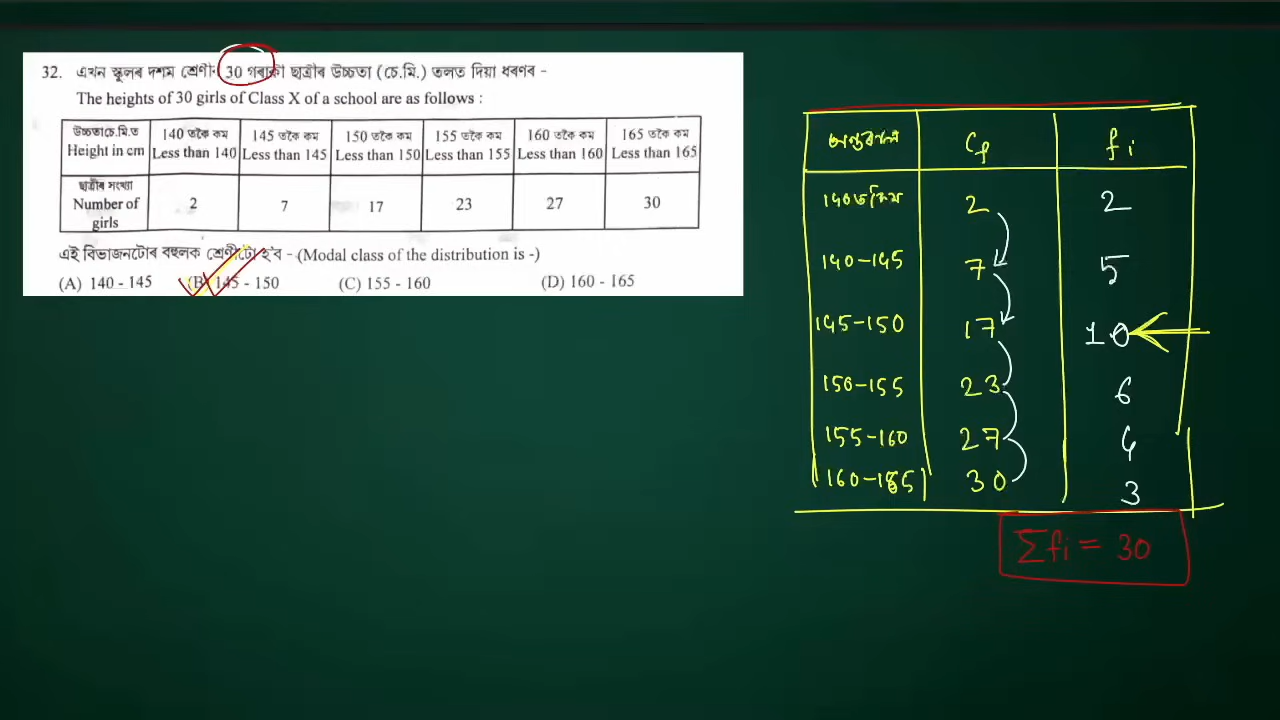 32. এখন স্কুলৰ দশম শ্ৰেণীৰ 30 গৰাকী ছাত্ৰীৰ উচ্চতা (চে.মি.) তলত দিয়া ধৰণৰ -
The heights of 30 girls of Class X of a school are as follows :
উচ্চতাচে.মি.ত 140 তকৈ কম 145 তকৈ কম 150 তকৈ কম 155 তকৈ কম 160 তকৈ কম 165 তকৈ কম
Height in cm Less than 140 Less than 145 Less than 150 Less than 155 Less than 160 Less than 165
ছাত্ৰীৰ সংখ্যা
Number of 2 7 17 23 27 30
girls
এই বিভাজনটোৰ বহুলক শ্ৰেণীটো হ'ব - (Modal class of the distribution is -)
(A) 140 - 145 (B) 145 - 150 (C) 155 - 160 (D) 160 - 165
Cf fi
2 2
140-145 7 5
145-150 17 10
150-155 23 6
155-160 27 4
160-165 30 3
Σfi = 30